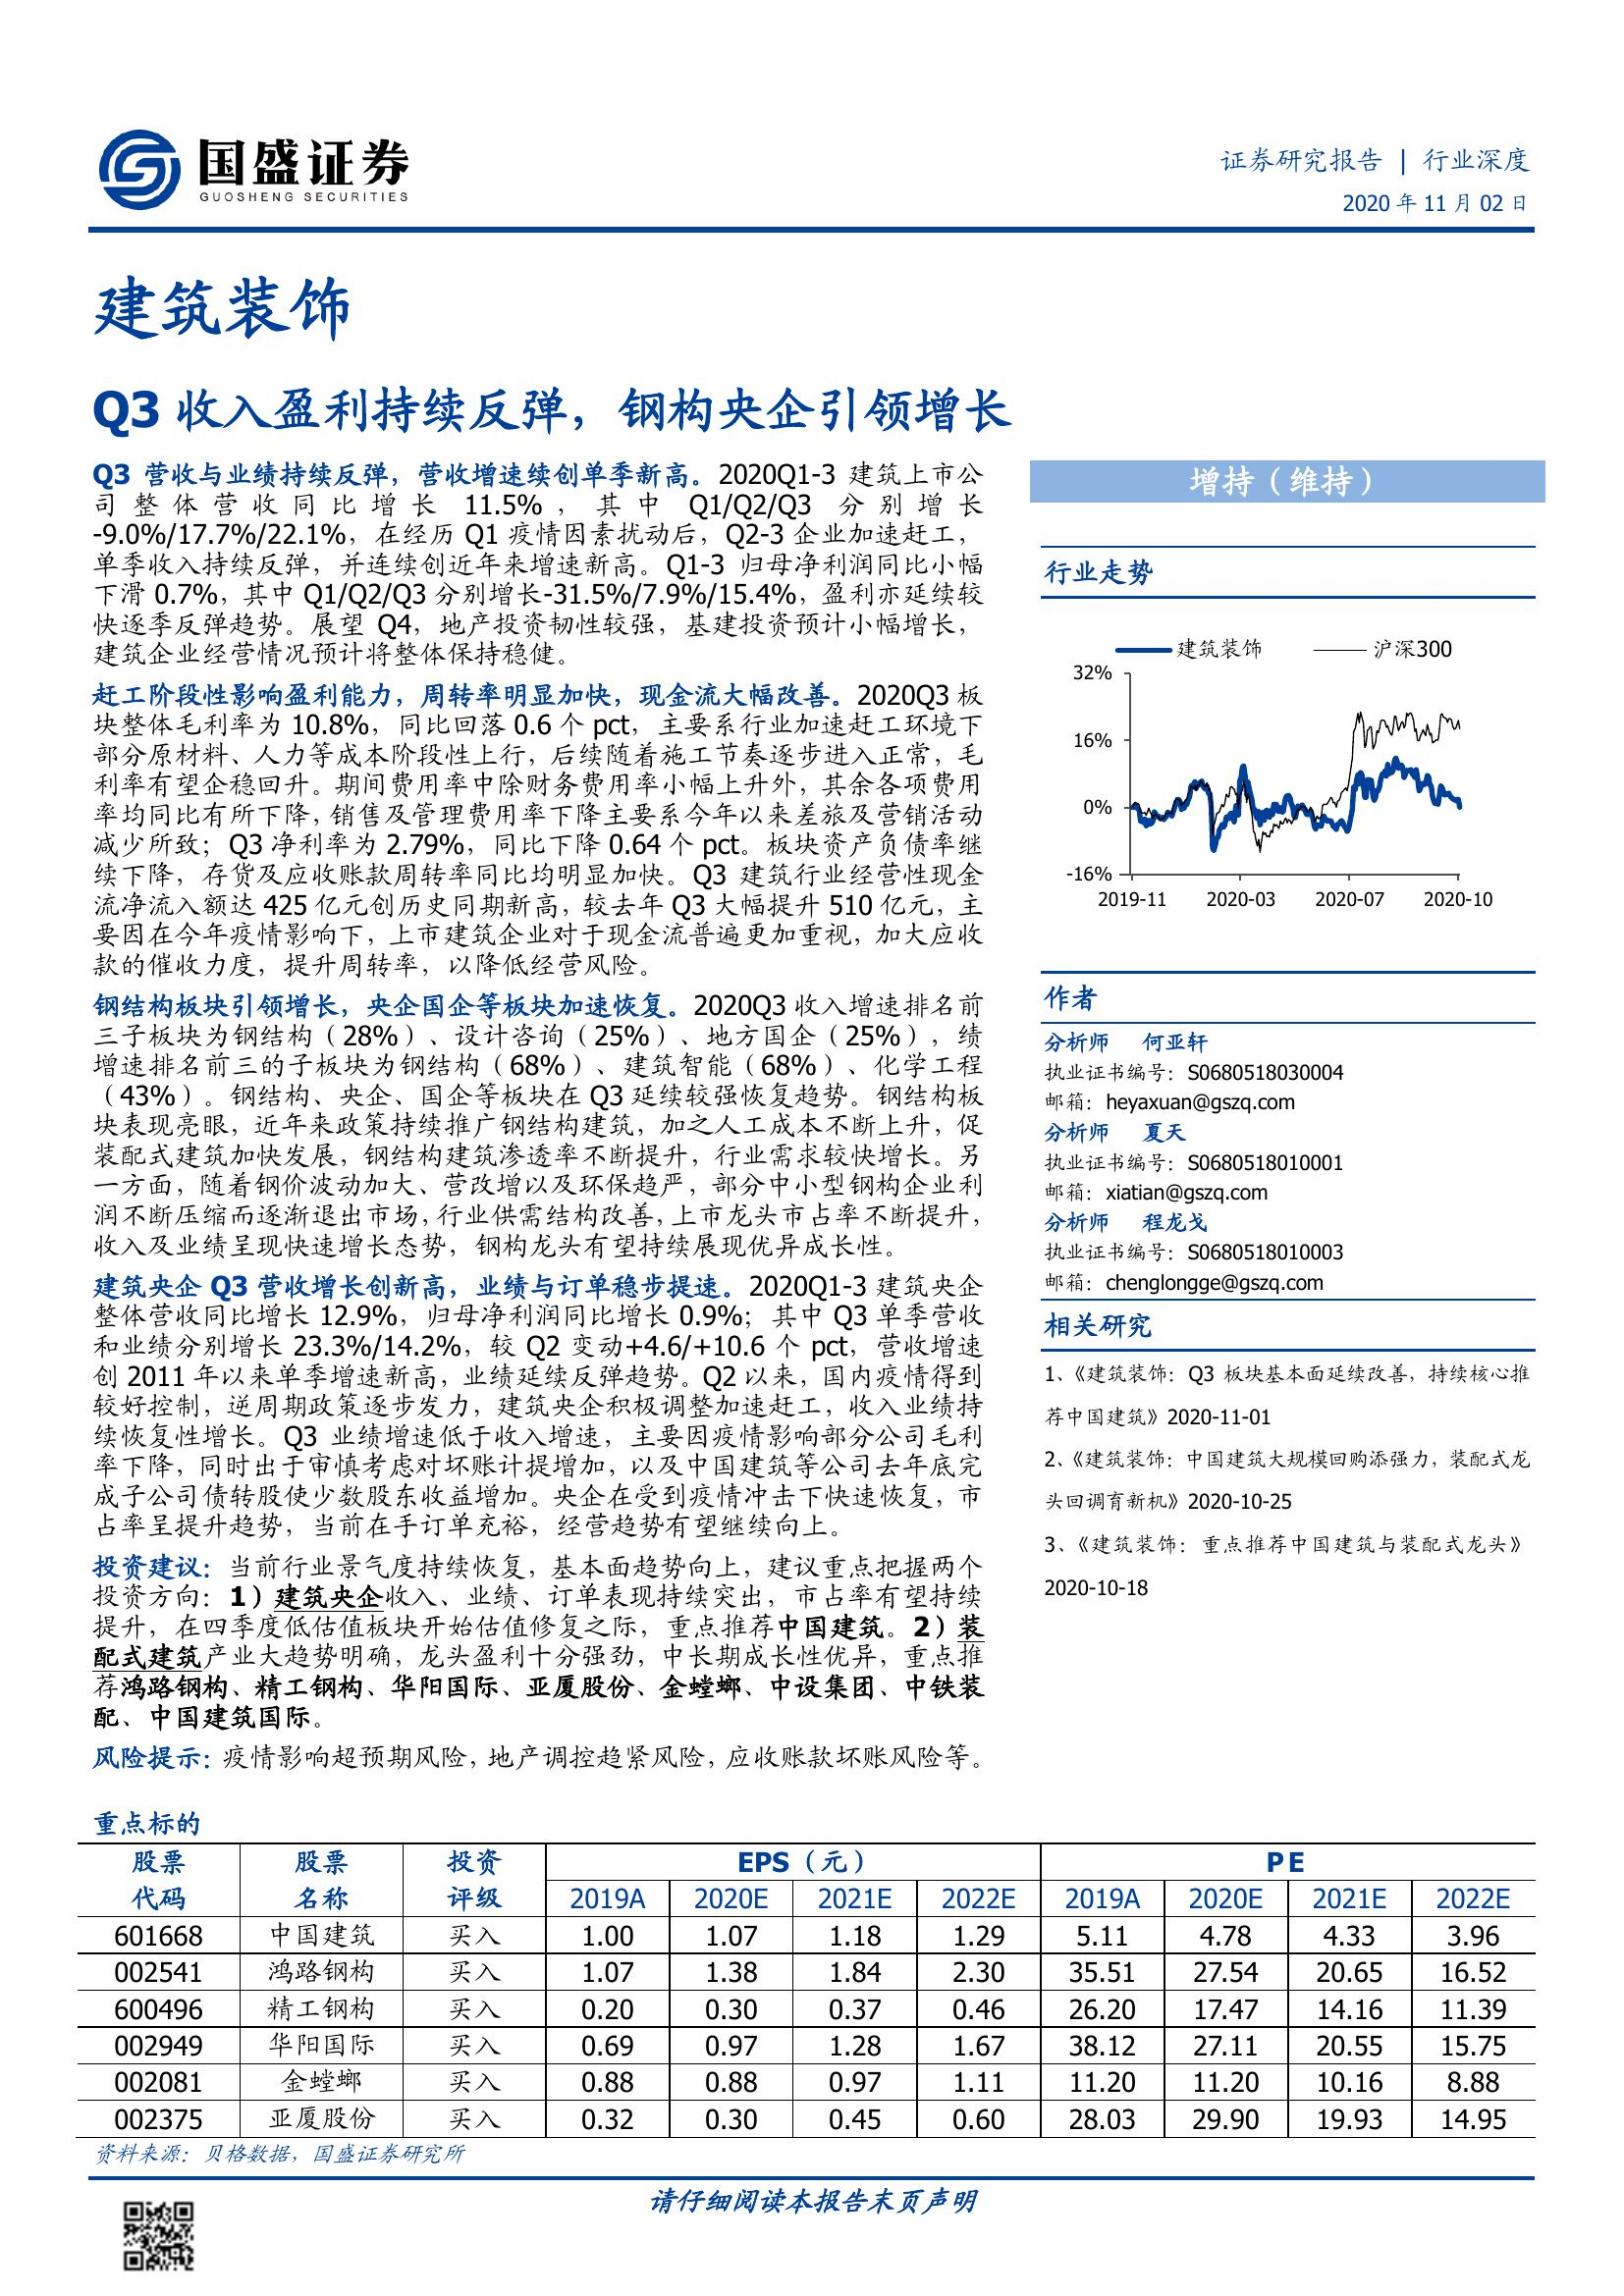 国盛证券
GUOSHENG SECURITIES
证券研究报告 | 行业深度
2020 年 11 月 02 日
建筑装饰
Q3 收入盈利持续反弹，钢构央企引领增长
Q3 营收与业绩持续反弹，营收增速续创单季新高。2020Q1-3 建筑上市公
司整体营收同比增长 11.5%，其中 Q1/Q2/Q3 分别增长
-9.0%/17.7%/22.1%，在经历 Q1 疫情因素扰动后，Q2-3 企业加速赶工，
单季收入持续反弹，并连续创近年来增速新高。Q1-3 归母净利润同比小幅
下滑 0.7%，其中 Q1/Q2/Q3 分别增长-31.5%/7.9%/15.4%，盈利亦延续较
快逐季反弹趋势。展望 Q4，地产投资韧性较强，基建投资预计小幅增长，
建筑企业经营情况预计将整体保持稳健。
赶工阶段性影响盈利能力，周转率明显加快，现金流大幅改善。2020Q3 板
块整体毛利率为 10.8%，同比回落 0.6 个 pct，主要系行业加速赶工环境下
部分原材料、人力等成本阶段性上行，后续随着施工节奏逐步进入正常，毛
利率有望企稳回升。期间费用率中除财务费用率小幅上升外，其余各项费用
率均同比有所下降，销售及管理费用率下降主要系今年以来差旅及营销活动
减少所致；Q3 净利率为 2.79%，同比下降 0.64 个 pct。板块资产负债率继
续下降，存货及应收账款周转率同比均明显加快。Q3 建筑行业经营性现金
流净流入额达 425 亿元创历史同期新高，较去年 Q3 大幅提升 510 亿元，主
要因在今年疫情影响下，上市建筑企业对于现金流普遍更加重视，加大应收
款的催收力度，提升周转率，以降低经营风险。
钢结构板块引领增长，央企国企等板块加速恢复。2020Q3 收入增速排名前
三子板块为钢结构（28%）、设计咨询（25%）、地方国企（25%），绩
增速排名前三的子板块为钢结构（68%）、建筑智能（68%）、化学工程
（43%）。钢结构、央企、国企等板块在 Q3 延续较强恢复趋势。钢结构板
块表现亮眼，近年来政策持续推广钢结构建筑，加之人工成本不断上升，促
装配式建筑加快发展，钢结构建筑渗透率不断提升，行业需求较快增长。另
一方面，随着钢价波动加大、营改增以及环保趋严，部分中小型钢构企业利
润不断压缩而逐渐退出市场，行业供需结构改善，上市龙头市占率不断提升，
收入及业绩呈现快速增长态势，钢构龙头有望持续展现优异成长性。
建筑央企 Q3 营收增长创新高，业绩与订单稳步提速。2020Q1-3 建筑央企
整体营收同比增长 12.9%，归母净利润同比增长 0.9%；其中 Q3 单季营收
和业绩分别增长 23.3%/14.2%，较 Q2 变动+4.6/+10.6 个 pct，营收增速
创 2011 年以来单季增速新高，业绩延续反弹趋势。Q2 以来，国内疫情得到
较好控制，逆周期政策逐步发力，建筑央企积极调整加速赶工，收入业绩持
续恢复性增长。Q3 业绩增速低于收入增速，主要因疫情影响部分公司毛利
率下降，同时出于审慎考虑对坏账计提增加，以及中国建筑等公司去年底完
成子公司债转股使少数股东收益增加。央企在受到疫情冲击下快速恢复，市
占率呈提升趋势，当前在手订单充裕，经营趋势有望继续向上。
投资建议：当前行业景气度持续恢复，基本面趋势向上，建议重点把握两个
投资方向：1）建筑央企收入、业绩、订单表现持续突出，市占率有望持续
提升，在四季度低估值板块开始估值修复之际，重点推荐中国建筑。2）装
配式建筑产业大趋势明确，龙头盈利十分强劲，中长期成长性优异，重点推
荐鸿路钢构、精工钢构、华阳国际、亚厦股份、金螳螂、中设集团、中铁装
配、中国建筑国际。
风险提示：疫情影响超预期风险，地产调控趋紧风险，应收账款坏账风险等。
增持（维持）
行业走势
建筑装饰 沪深300
32%
16%
0%
-16%
2019-11 2020-03 2020-07 2020-10
作者
分析师 何亚轩
执业证书编号：S0680518030004
邮箱：heyaxuan@gszq.com
分析师 夏天
执业证书编号：S0680518010001
邮箱：xiatian@gszq.com
分析师 程龙戈
执业证书编号：S0680518010003
邮箱：chenglongge@gszq.com
相关研究
1、《建筑装饰：Q3 板块基本面延续改善，持续核心推
荐中国建筑》2020-11-01
2、《建筑装饰：中国建筑大规模回购添强力，装配式龙
头回调育新机》2020-10-25
3、《建筑装饰：重点推荐中国建筑与装配式龙头》
2020-10-18
重点标的
股票 股票 投资 EPS（元） PE
代码 名称 评级 2019A 2020E 2021E 2022E 2019A 2020E 2021E 2022E
601668 中国建筑 买入 1.00 1.07 1.18 1.29 5.11 4.78 4.33 3.96
002541 鸿路钢构 买入 1.07 1.38 1.84 2.30 35.51 27.54 20.65 16.52
600496 精工钢构 买入 0.20 0.30 0.37 0.46 26.20 17.47 14.16 11.39
002949 华阳国际 买入 0.69 0.97 1.28 1.67 38.12 27.11 20.55 15.75
002081 金螳螂 买入 0.88 0.88 0.97 1.11 11.20 11.20 10.16 8.88
002375 亚厦股份 买入 0.32 0.30 0.45 0.60 28.03 29.90 19.93 14.95
资料来源：贝格数据，国盛证券研究所
请仔细阅读本报告末页声明